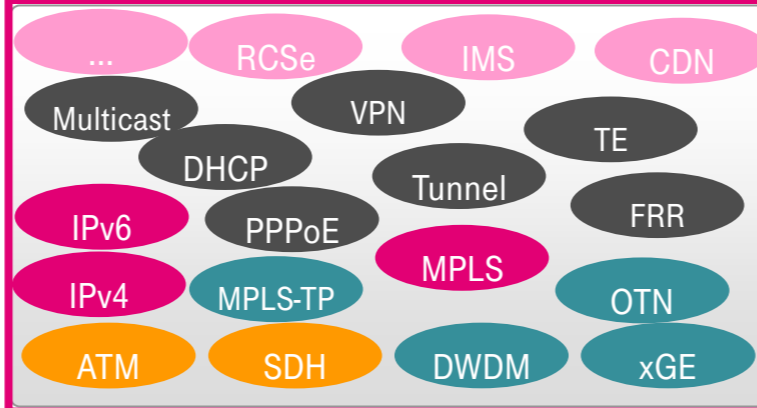 ...
RCSe
IMS
CDN
Multicast
VPN
TE
DHCP
Tunnel
IPv6
PPPoE
FRR
MPLS
IPv4
MPLS-TP
OTN
ATM
SDH
DWDM
xGE